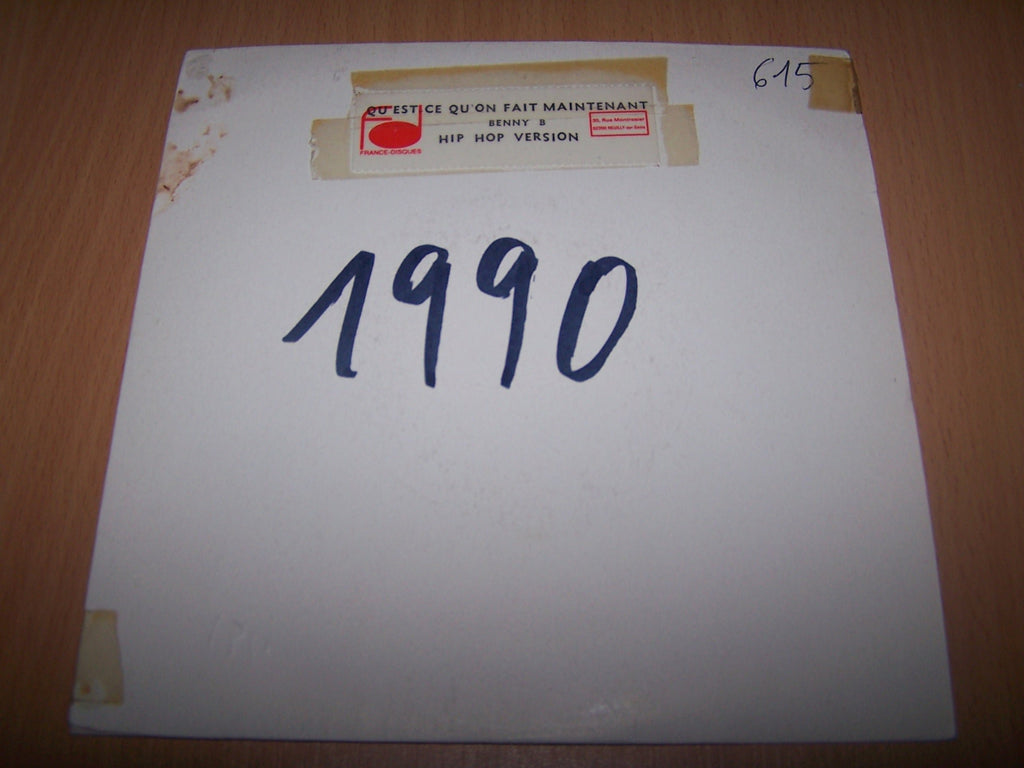 615
QU'EST CE QU'ON FAIT MAINTENANT
BENNY B
HIP HOP VERSION
FRANCE-DISQUES
1990